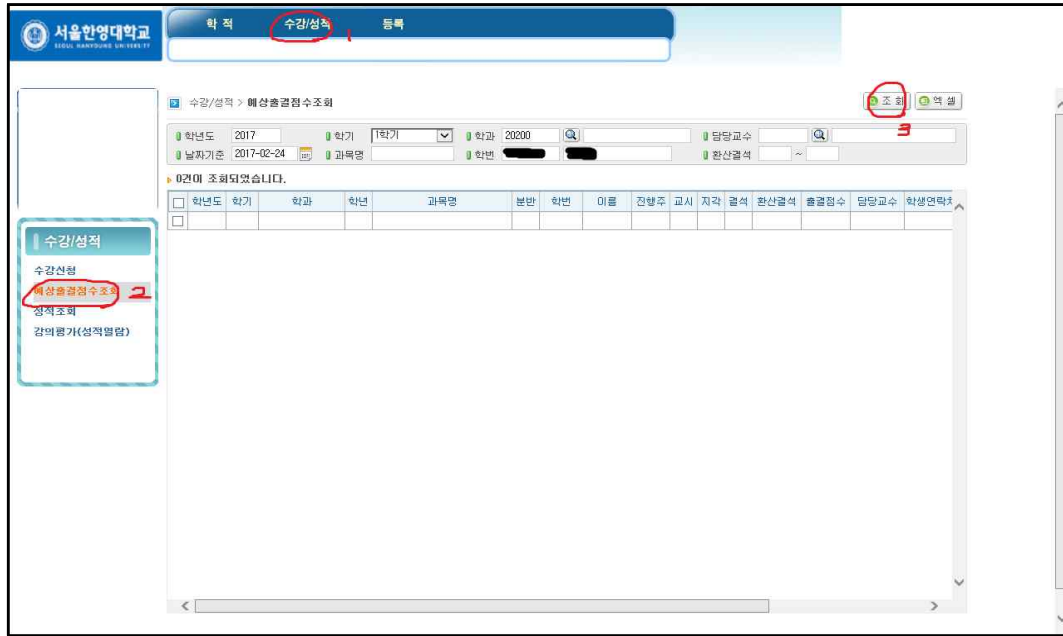 서울한영대학교
SEOUL HANYOUNG UNIVERSITY
학 적 수강/성적 1 등록
수강/성적 > 예상출결점수조회
조 회 엑 셀
3
학년도 2017 학기 1학기 학과 20200 담당교수
날짜기준 2017-02-24 과목명 학번 환산결석 ~
0건이 조회되었습니다.
학년도 학기 학과 학년 과목명 분반 학번 이름 진행주 교시 지각 결석 환산결석 출결점수 담당교수 학생연락처
수강/성적
수강신청
예상출결점수조회 2
성적조회
강의평가(성적열람)